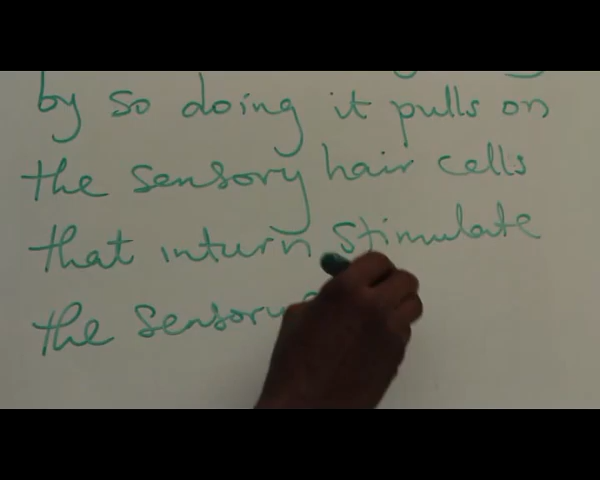 by so doing it pulls on
the sensory hair cells
that inturn stimulate
the sensory